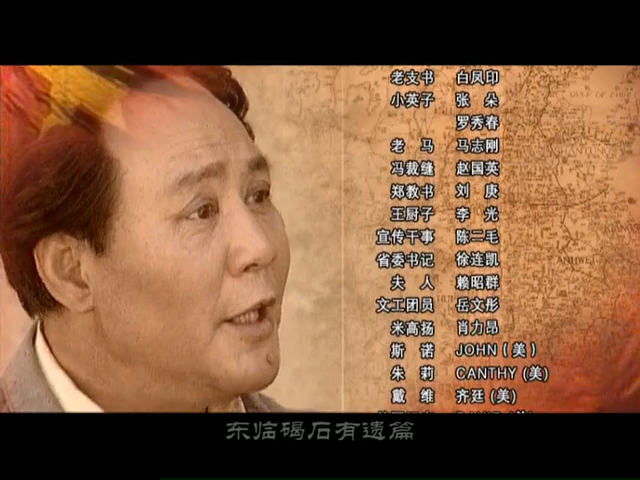 老支书 白凤印
小英子 张 朵
罗秀春
老 马 马志刚
冯裁缝 赵国英
郑教书 刘 庚
王厨子 李 光
宣传干事 陈二毛
省委书记 徐连凯
夫 人 赖昭群
文工团员 岳文彤
米高扬 肖力昂
斯 诺 JOHN（美）
朱 莉 CANTHY (美)
戴 维 齐廷 (美)
东临碣石有遗篇